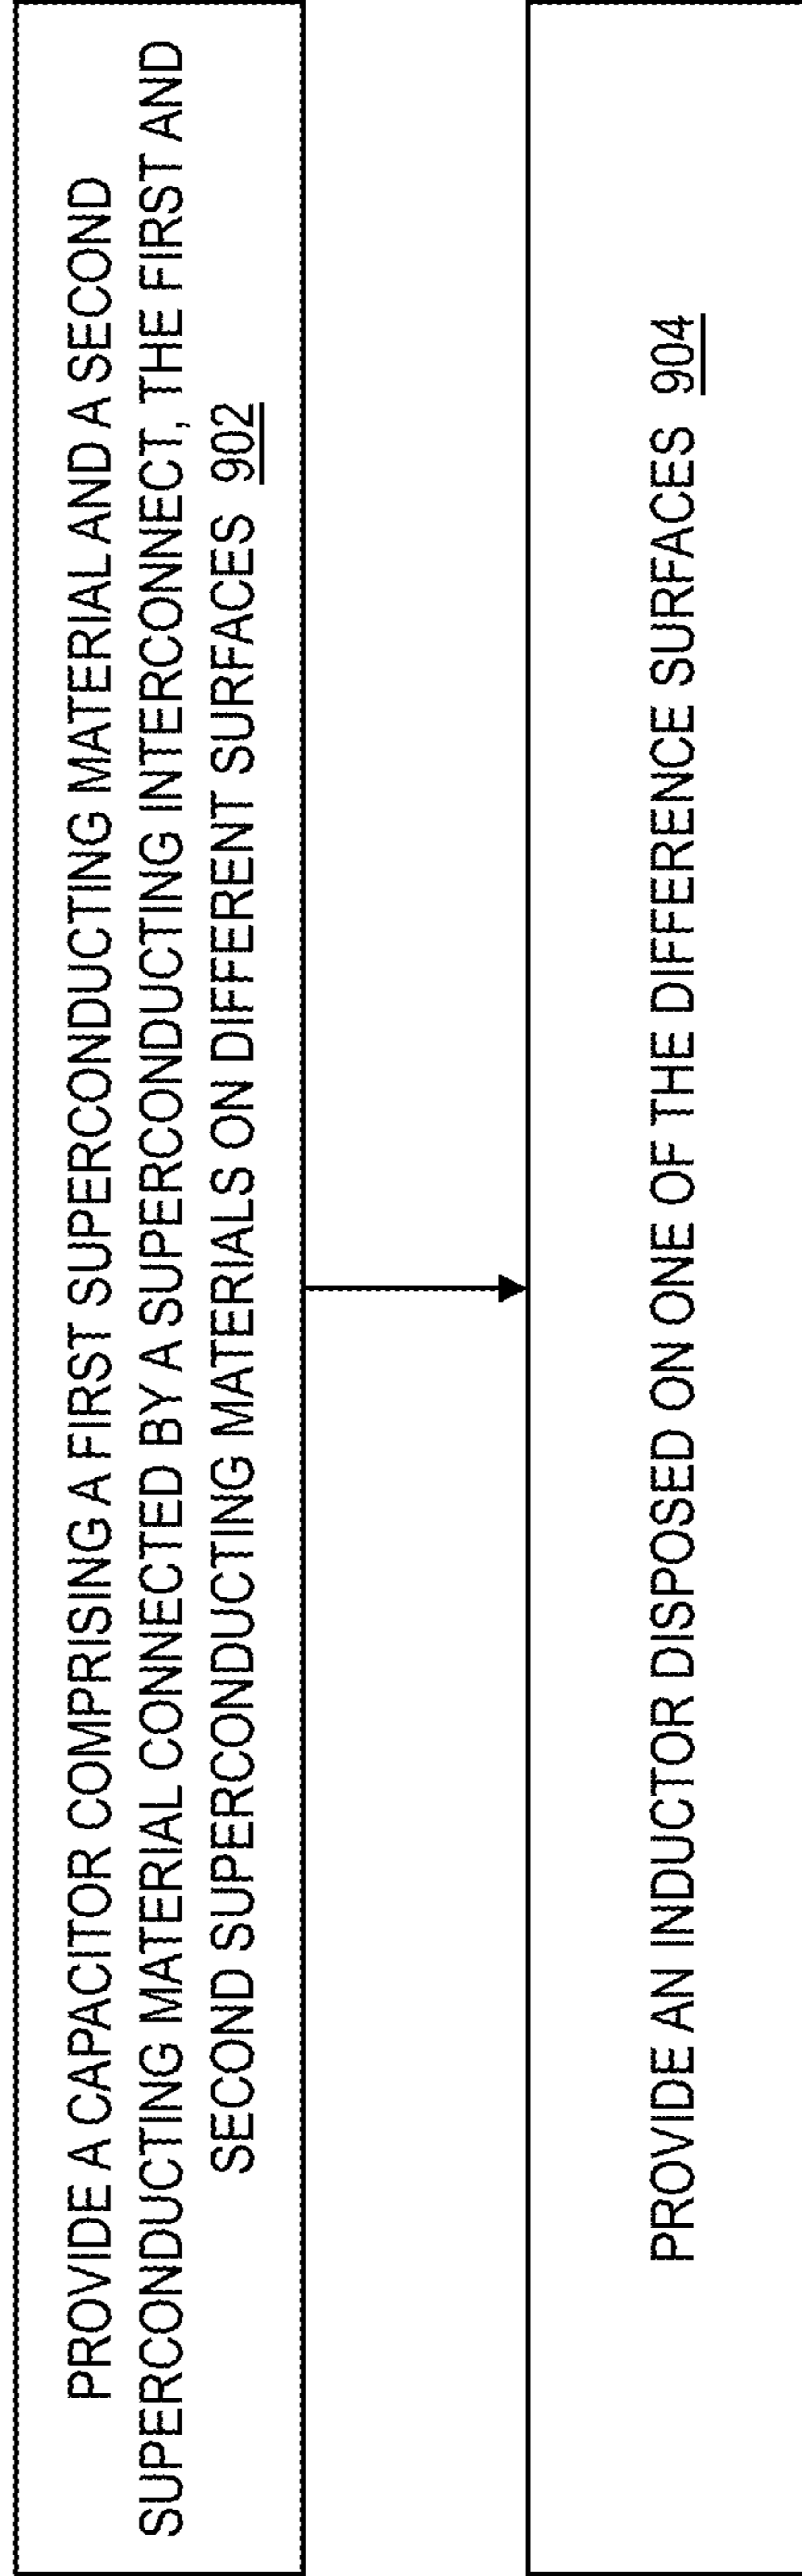 PROVIDE A CAPACITOR COMPRISING A FIRST SUPERCONDUCTING MATERIAL AND A SECOND
SUPERCONDUCTING MATERIAL CONNECTED BY A SUPERCONDUCTING INTERCONNECT, THE FIRST AND
SECOND SUPERCONDUCTING MATERIALS ON DIFFERENT SURFACES 902
PROVIDE AN INDUCTOR DISPOSED ON ONE OF THE DIFFERENCE SURFACES 904